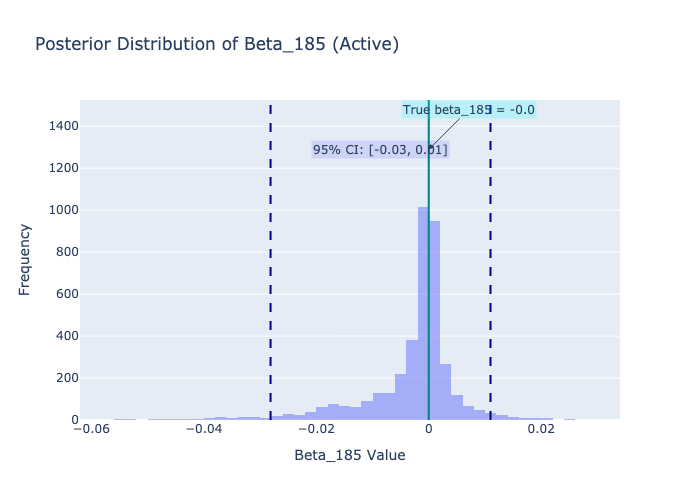 Posterior Distribution of Beta_185 (Active)
True beta_185 = -0.0
95% CI: [-0.03, 0.01]
1400
1200
1000
800
600
400
200
0
Frequency
−0.06
−0.04
−0.02
0
0.02
Beta_185 Value